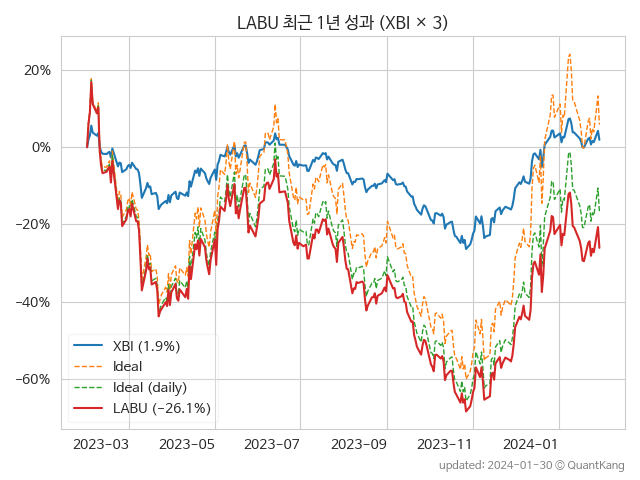 LABU 최근 1년 성과 (XBI × 3)
20%
0%
−20%
−40%
−60%
XBI (1.9%)
Ideal
Ideal (daily)
LABU (−26.1%)
2023-03 2023-05 2023-07 2023-09 2023-11 2024-01
updated: 2024-01-30 © QuantKang